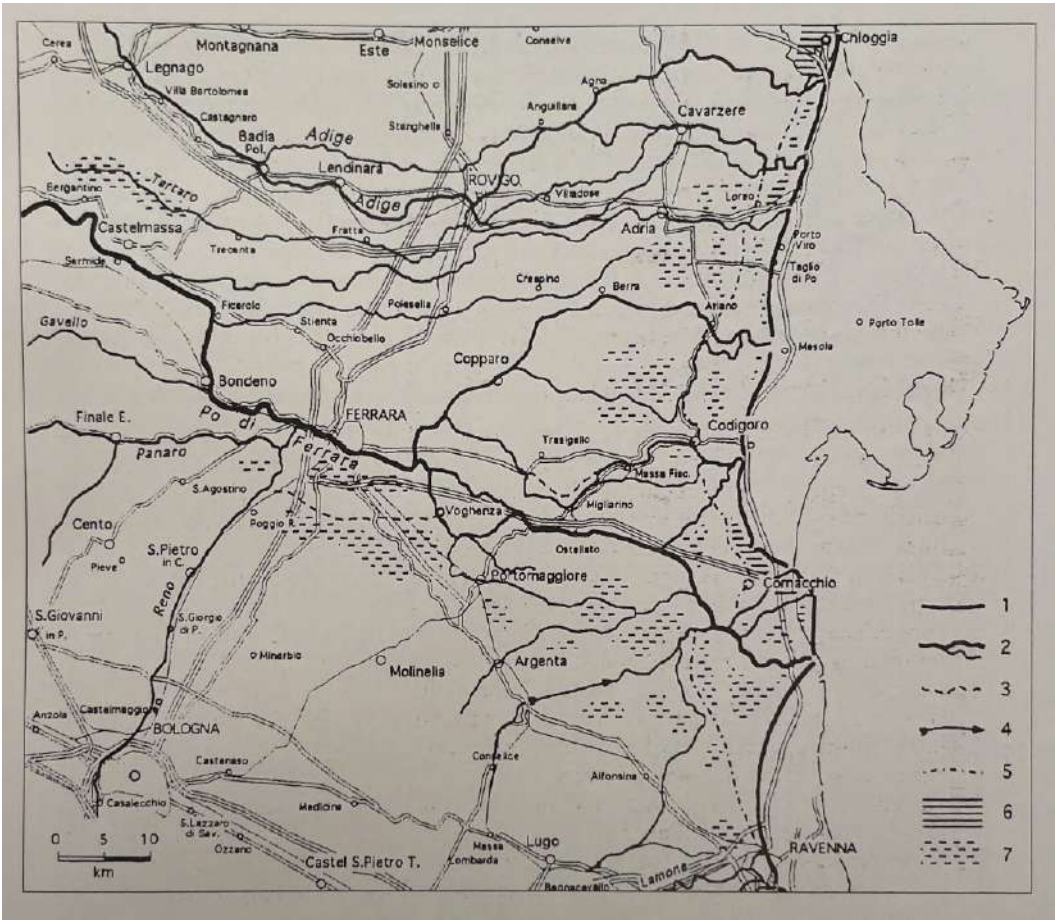 Cerea
Montagnana
Este
Monselice
Conselve
Chioggia
Legnago
Villa Bartolomea
Solesino
Agna
Castagnaro
Anguillara
Cavarzere
Badia
Pol.
Adige
Stanghella
Lendinara
ROVIGO
Tartaro
Adige
Villadose
Bergantino
Loreo
Castelmassa
Trecenta
Fratta
Adria
Porto
Viro
Sermide
Taglio
di Po
Crespino
Berra
Ficarolo
Polesella
Ariano
Porto Tolle
Gavello
Stienta
Occhiobello
Mesola
Copparo
Bondeno
Finale E.
Po di Ferrara
FERRARA
Codigoro
Panaro
Tresigallo
Massa Fisc.
S.Agostino
Migliarino
Poggio R.
Voghenza
Cento
Ostellato
S.Pietro
in C.
Pieve
Portomaggiore
Comacchio
Reno
S.Giovanni
in P.
S.Giorgio
di P.
1
Minerbio
Molinella
Argenta
2
3
Castelmaggiore
Anzola
BOLOGNA
4
Castenaso
Conselice
Alfonsine
5
Casalecchio
Medicina
6
S.Lazzaro
di Sav.
0 5 10
km
Ozzano
Massa
Lombarda
Lugo
RAVENNA
7
Castel S.Pietro T.
Bagnacavallo
Lamone